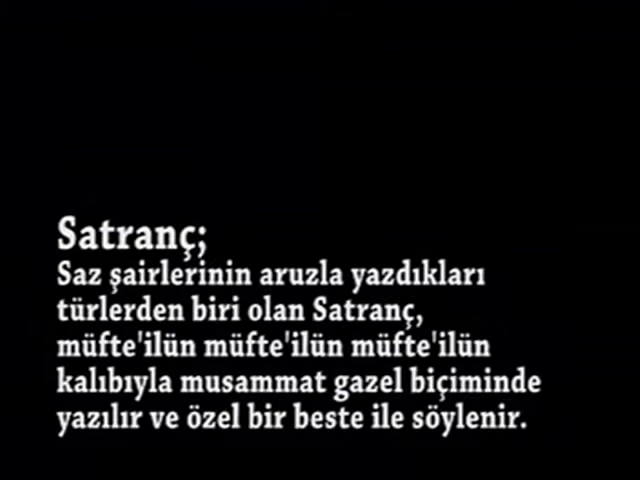 Satranç;
Saz şairlerinin aruzla yazdıkları
türlerden biri olan Satranç,
müfte'ilün müfte'ilün müfte'ilün
kalıbıyla musammat gazel biçiminde
yazılır ve özel bir beste ile söylenir.